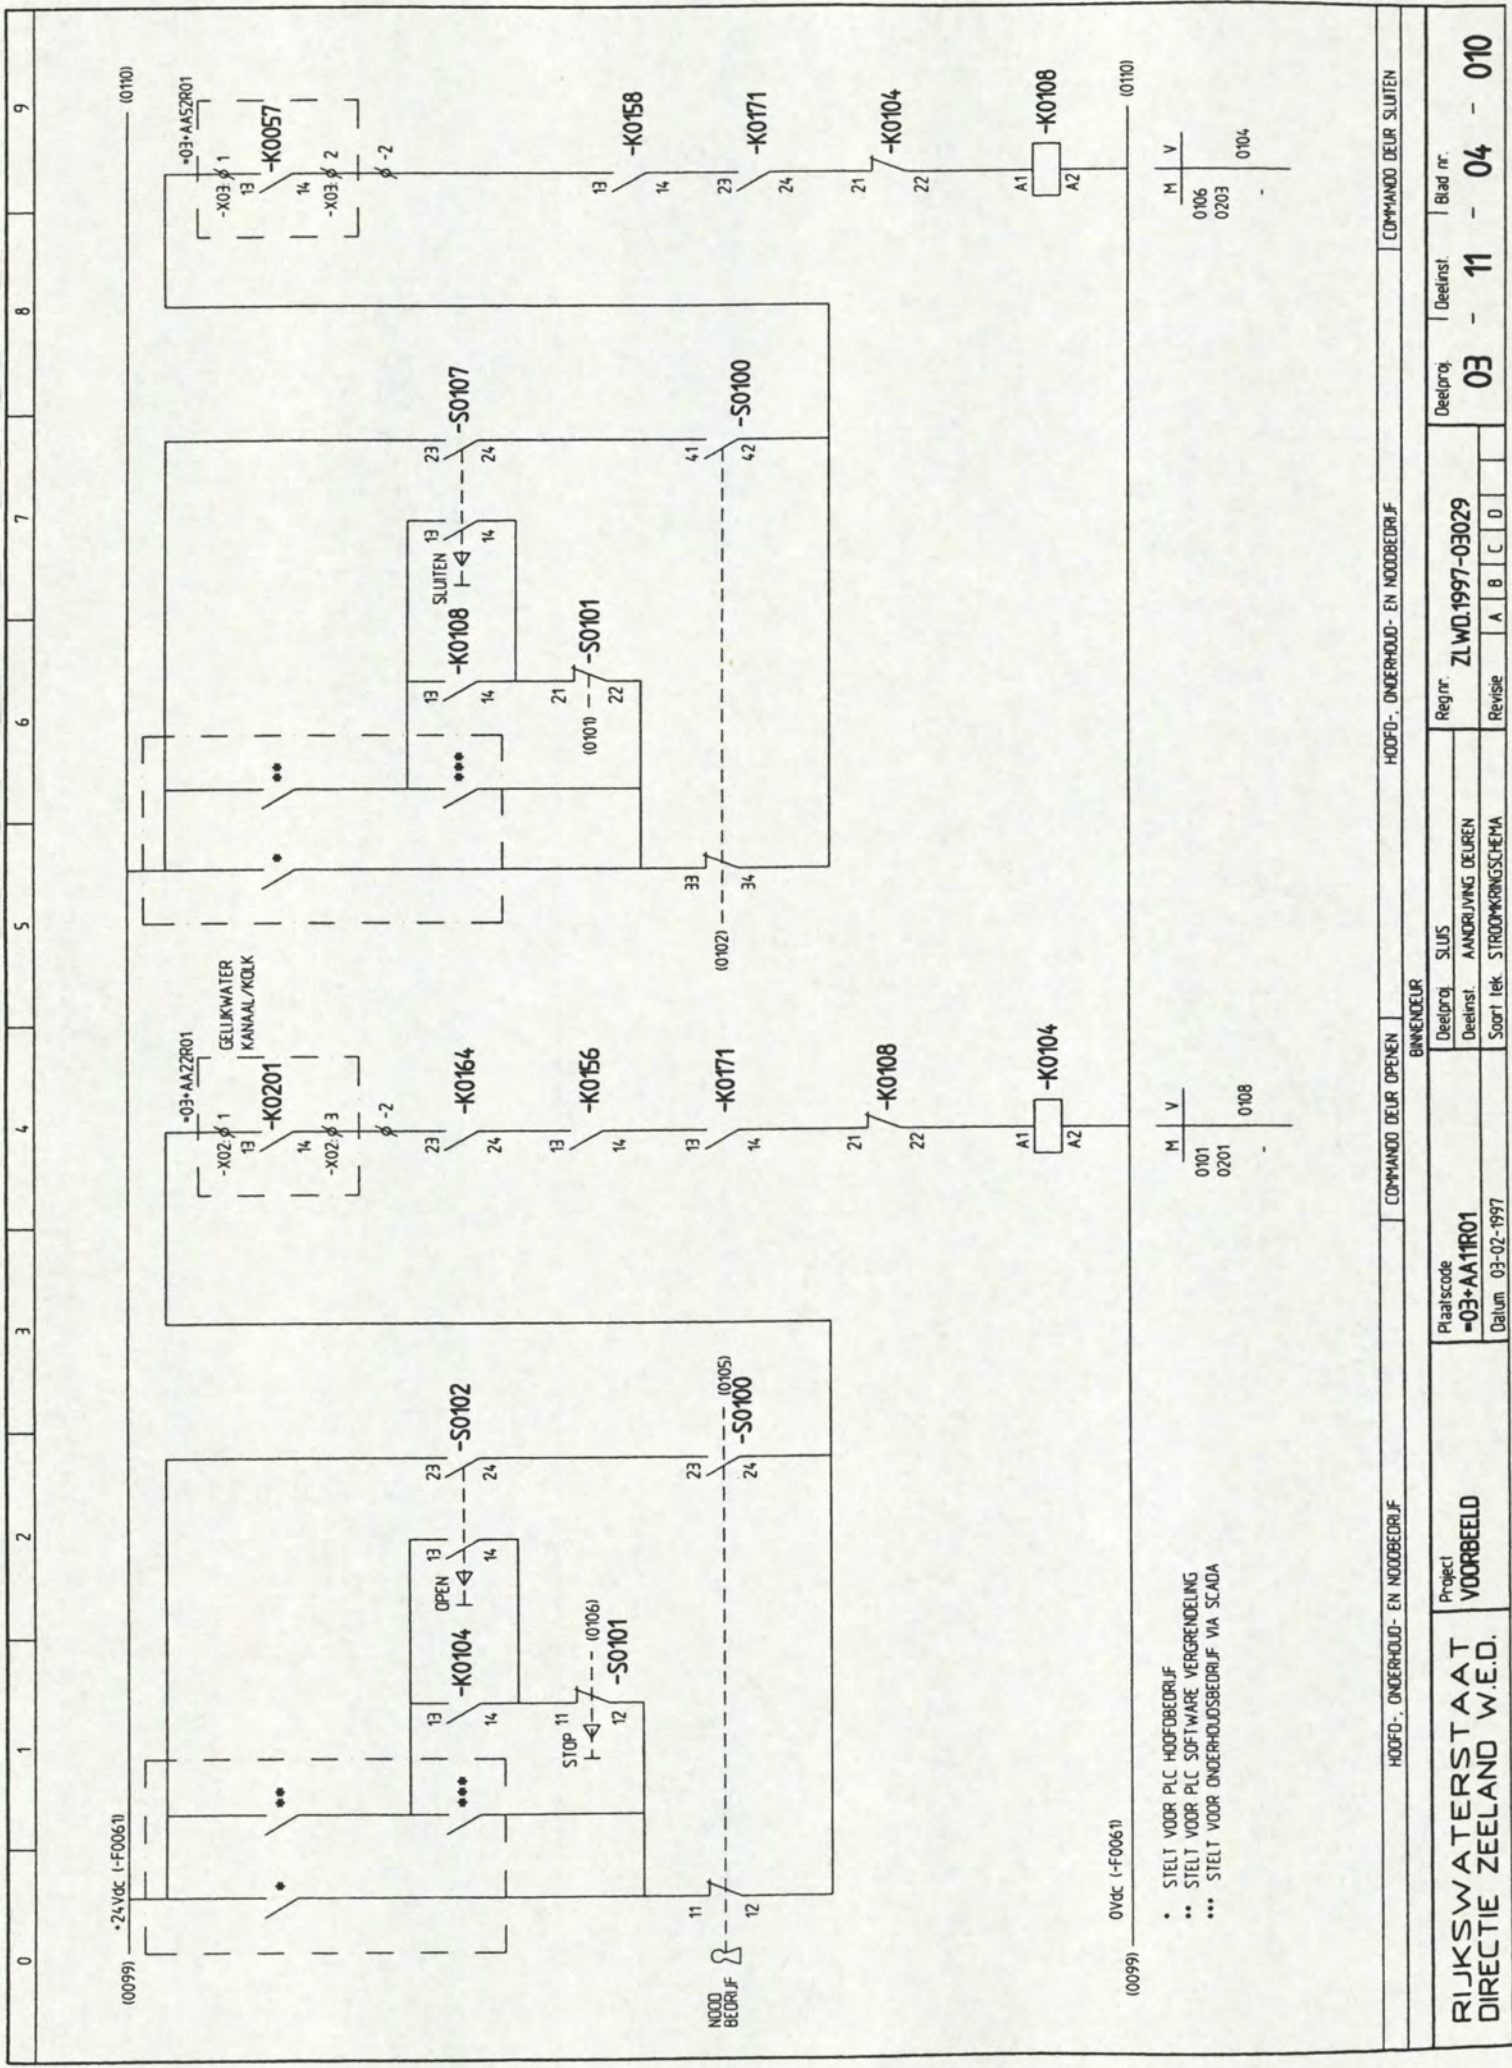 0 1 2 3 4 5 6 7 8 9
(0099) +24Vdc (-F0061) (0110)
=03+AA22R01
-X02: 1
13
-K0201
14
-X02: 3
-2
GELIJKWATER
KANAAL/KOLK
=03+AA52R01
-X03: 1
13
-K0057
14
-X03: 2
-2
*
**
***
13
14
-K0104
OPEN
13
14
23
24
-S0102
STOP
11
12
(0106)
-S0101
NOOD
BEDRIJF
11
12
23
24
(0105)
-S0100
23
24
-K0164
13
14
-K0156
13
14
-K0171
21
22
-K0108
A1
A2
-K0104
*
**
***
13
14
-K0108
SLUITEN
13
14
23
24
-S0107
(0101)
21
22
-S0101
(0102)
33
34
41
42
-S0100
13
14
-K0158
23
24
-K0171
21
22
-K0104
A1
A2
-K0108
(0099) 0Vdc (-F0061) (0110)
M V
0101
0201
0108
-
M V
0106
0203
0104
-
* STELT VOOR PLC HOOFDBEDRIJF
** STELT VOOR PLC SOFTWARE VERGRENDELING
*** STELT VOOR ONDERHOUDSBEDRIJF VIA SCADA
HOOFD-, ONDERHOUD- EN NOODBEDRIJF COMMANDO DEUR OPENEN HOOFD-, ONDERHOUD- EN NOODBEDRIJF COMMANDO DEUR SLUITEN
BINNENDEUR
RIJKSWATERSTAAT
DIRECTIE ZEELAND W.E.D.
Project
VOORBEELD
Plaatscode
=03+AA11R01
Datum 03-02-1997
Deelproj. SLUIS
Deelinst. AANDRIJVING DEUREN
Soort tek. STROOMKRINGSCHEMA
Regnr. ZLWD.1997-03029
Revisie A B C D
Deelproj. Deelinst. Blad nr.
03 - 11 - 04 - 010